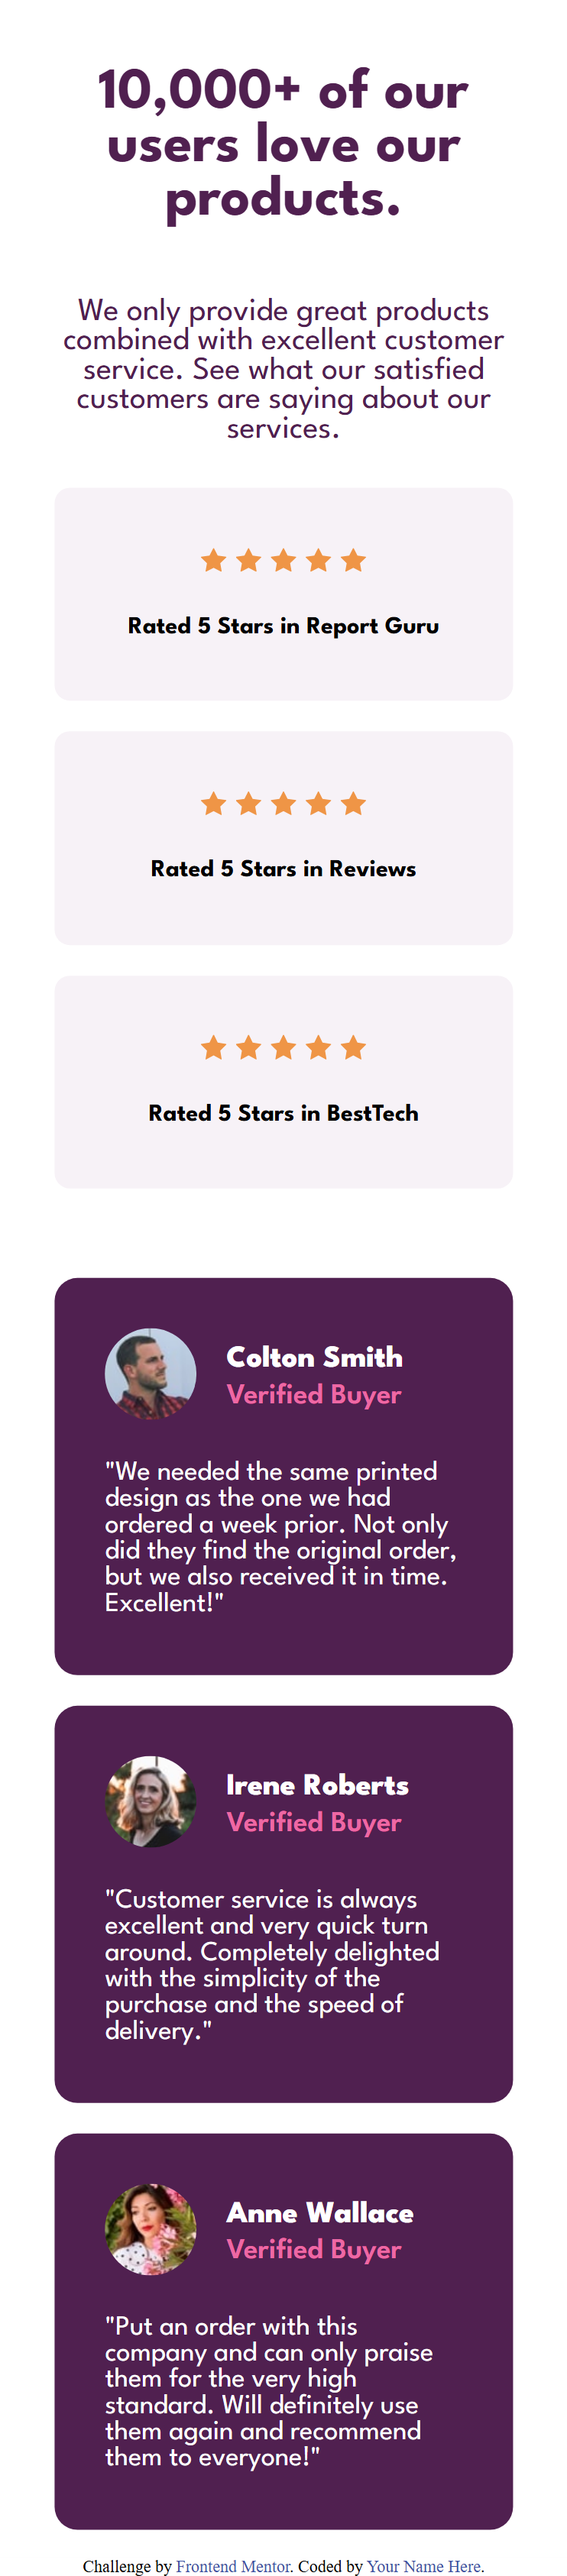 10,000+ of our
users love our
products.
We only provide great products
combined with excellent customer
service. See what our satisfied
customers are saying about our
services.
Rated 5 Stars in Report Guru
Rated 5 Stars in Reviews
Rated 5 Stars in BestTech
Colton Smith
Verified Buyer
"We needed the same printed
design as the one we had
ordered a week prior. Not only
did they find the original order,
but we also received it in time.
Excellent!"
Irene Roberts
Verified Buyer
"Customer service is always
excellent and very quick turn
around. Completely delighted
with the simplicity of the
purchase and the speed of
delivery."
Anne Wallace
Verified Buyer
"Put an order with this
company and can only praise
them for the very high
standard. Will definitely use
them again and recommend
them to everyone!"
Challenge by Frontend Mentor. Coded by Your Name Here.